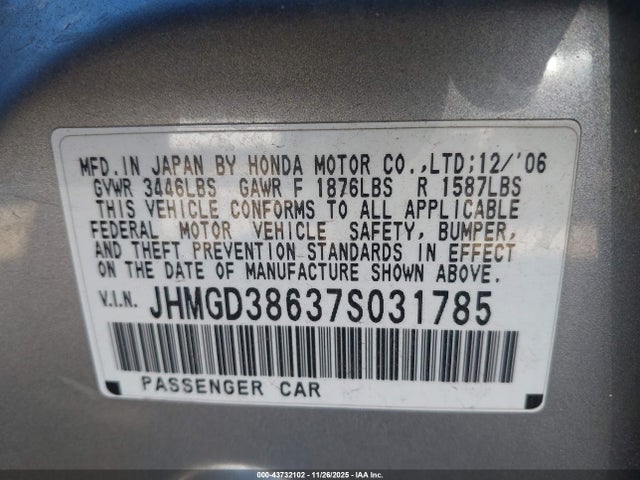 MFD. IN JAPAN BY HONDA MOTOR CO.,LTD;12/'06
GVWR 3446LBS GAWR F 1876LBS R 1587LBS
THIS VEHICLE CONFORMS TO ALL APPLICABLE
FEDERAL MOTOR VEHICLE SAFETY, BUMPER,
AND THEFT PREVENTION STANDARDS IN EFFECT
ON THE DATE OF MANUFACTURE SHOWN ABOVE.
V.I.N. JHMGD38637S031785
PASSENGER CAR
000-43732102 | 11/26/2025 | IAA Inc.